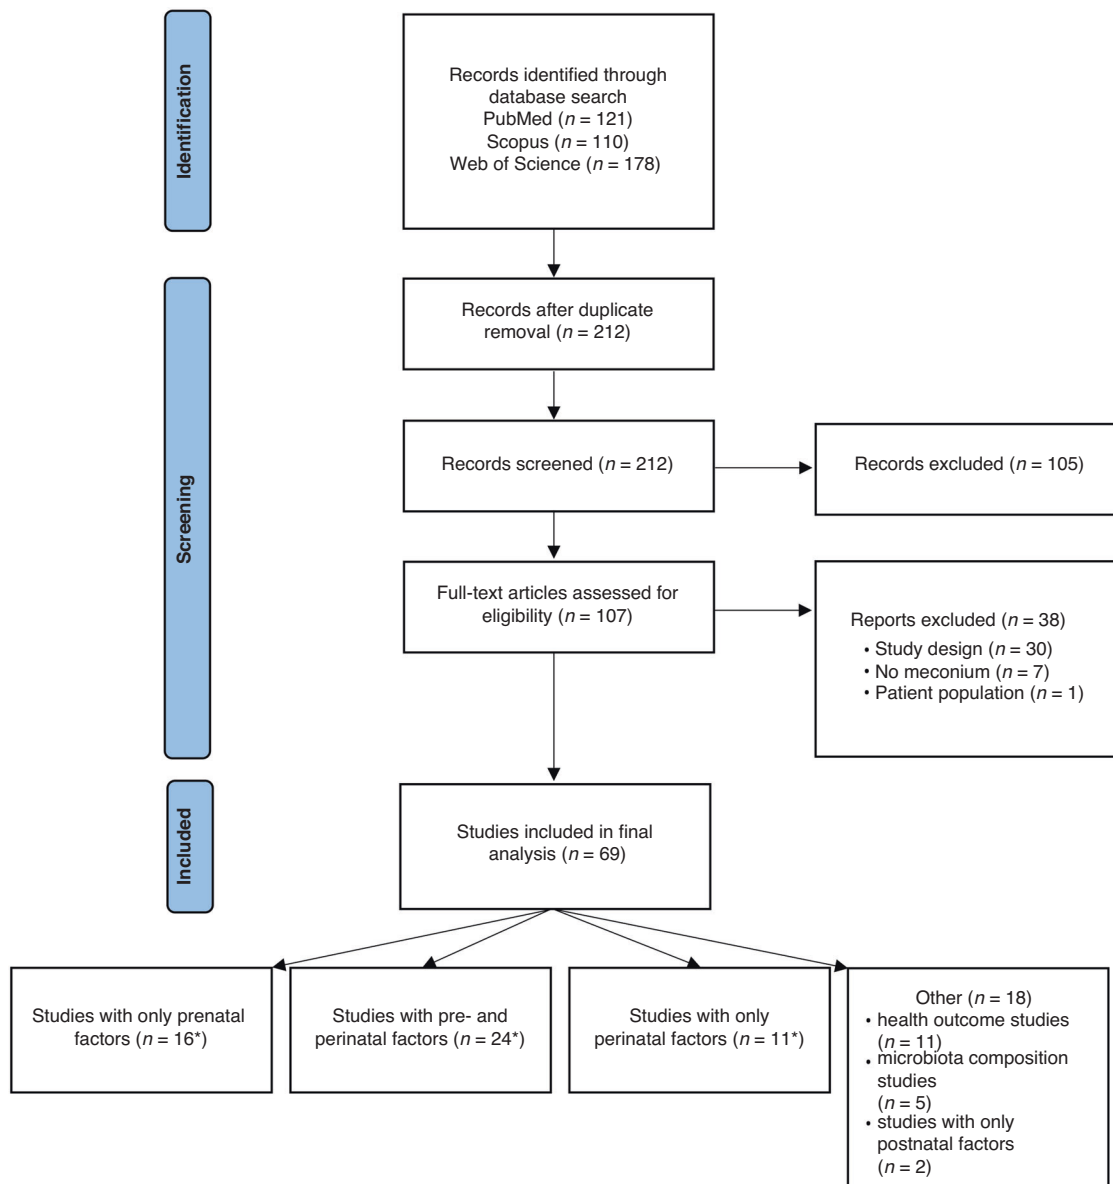 Identification
Records identified through
database search
PubMed (n = 121)
Scopus (n = 110)
Web of Science (n = 178)
Screening
Records after duplicate
removal (n = 212)
Records screened (n = 212)
Records excluded (n = 105)
Full-text articles assessed for
eligibility (n = 107)
Reports excluded (n = 38)
• Study design (n = 30)
• No meconium (n = 7)
• Patient population (n = 1)
Included
Studies included in final
analysis (n = 69)
Studies with only prenatal
factors (n = 16*)
Studies with pre- and
perinatal factors (n = 24*)
Studies with only
perinatal factors (n = 11*)
Other (n = 18)
• health outcome studies
(n = 11)
• microbiota composition
studies
(n = 5)
• studies with only
postnatal factors
(n = 2)